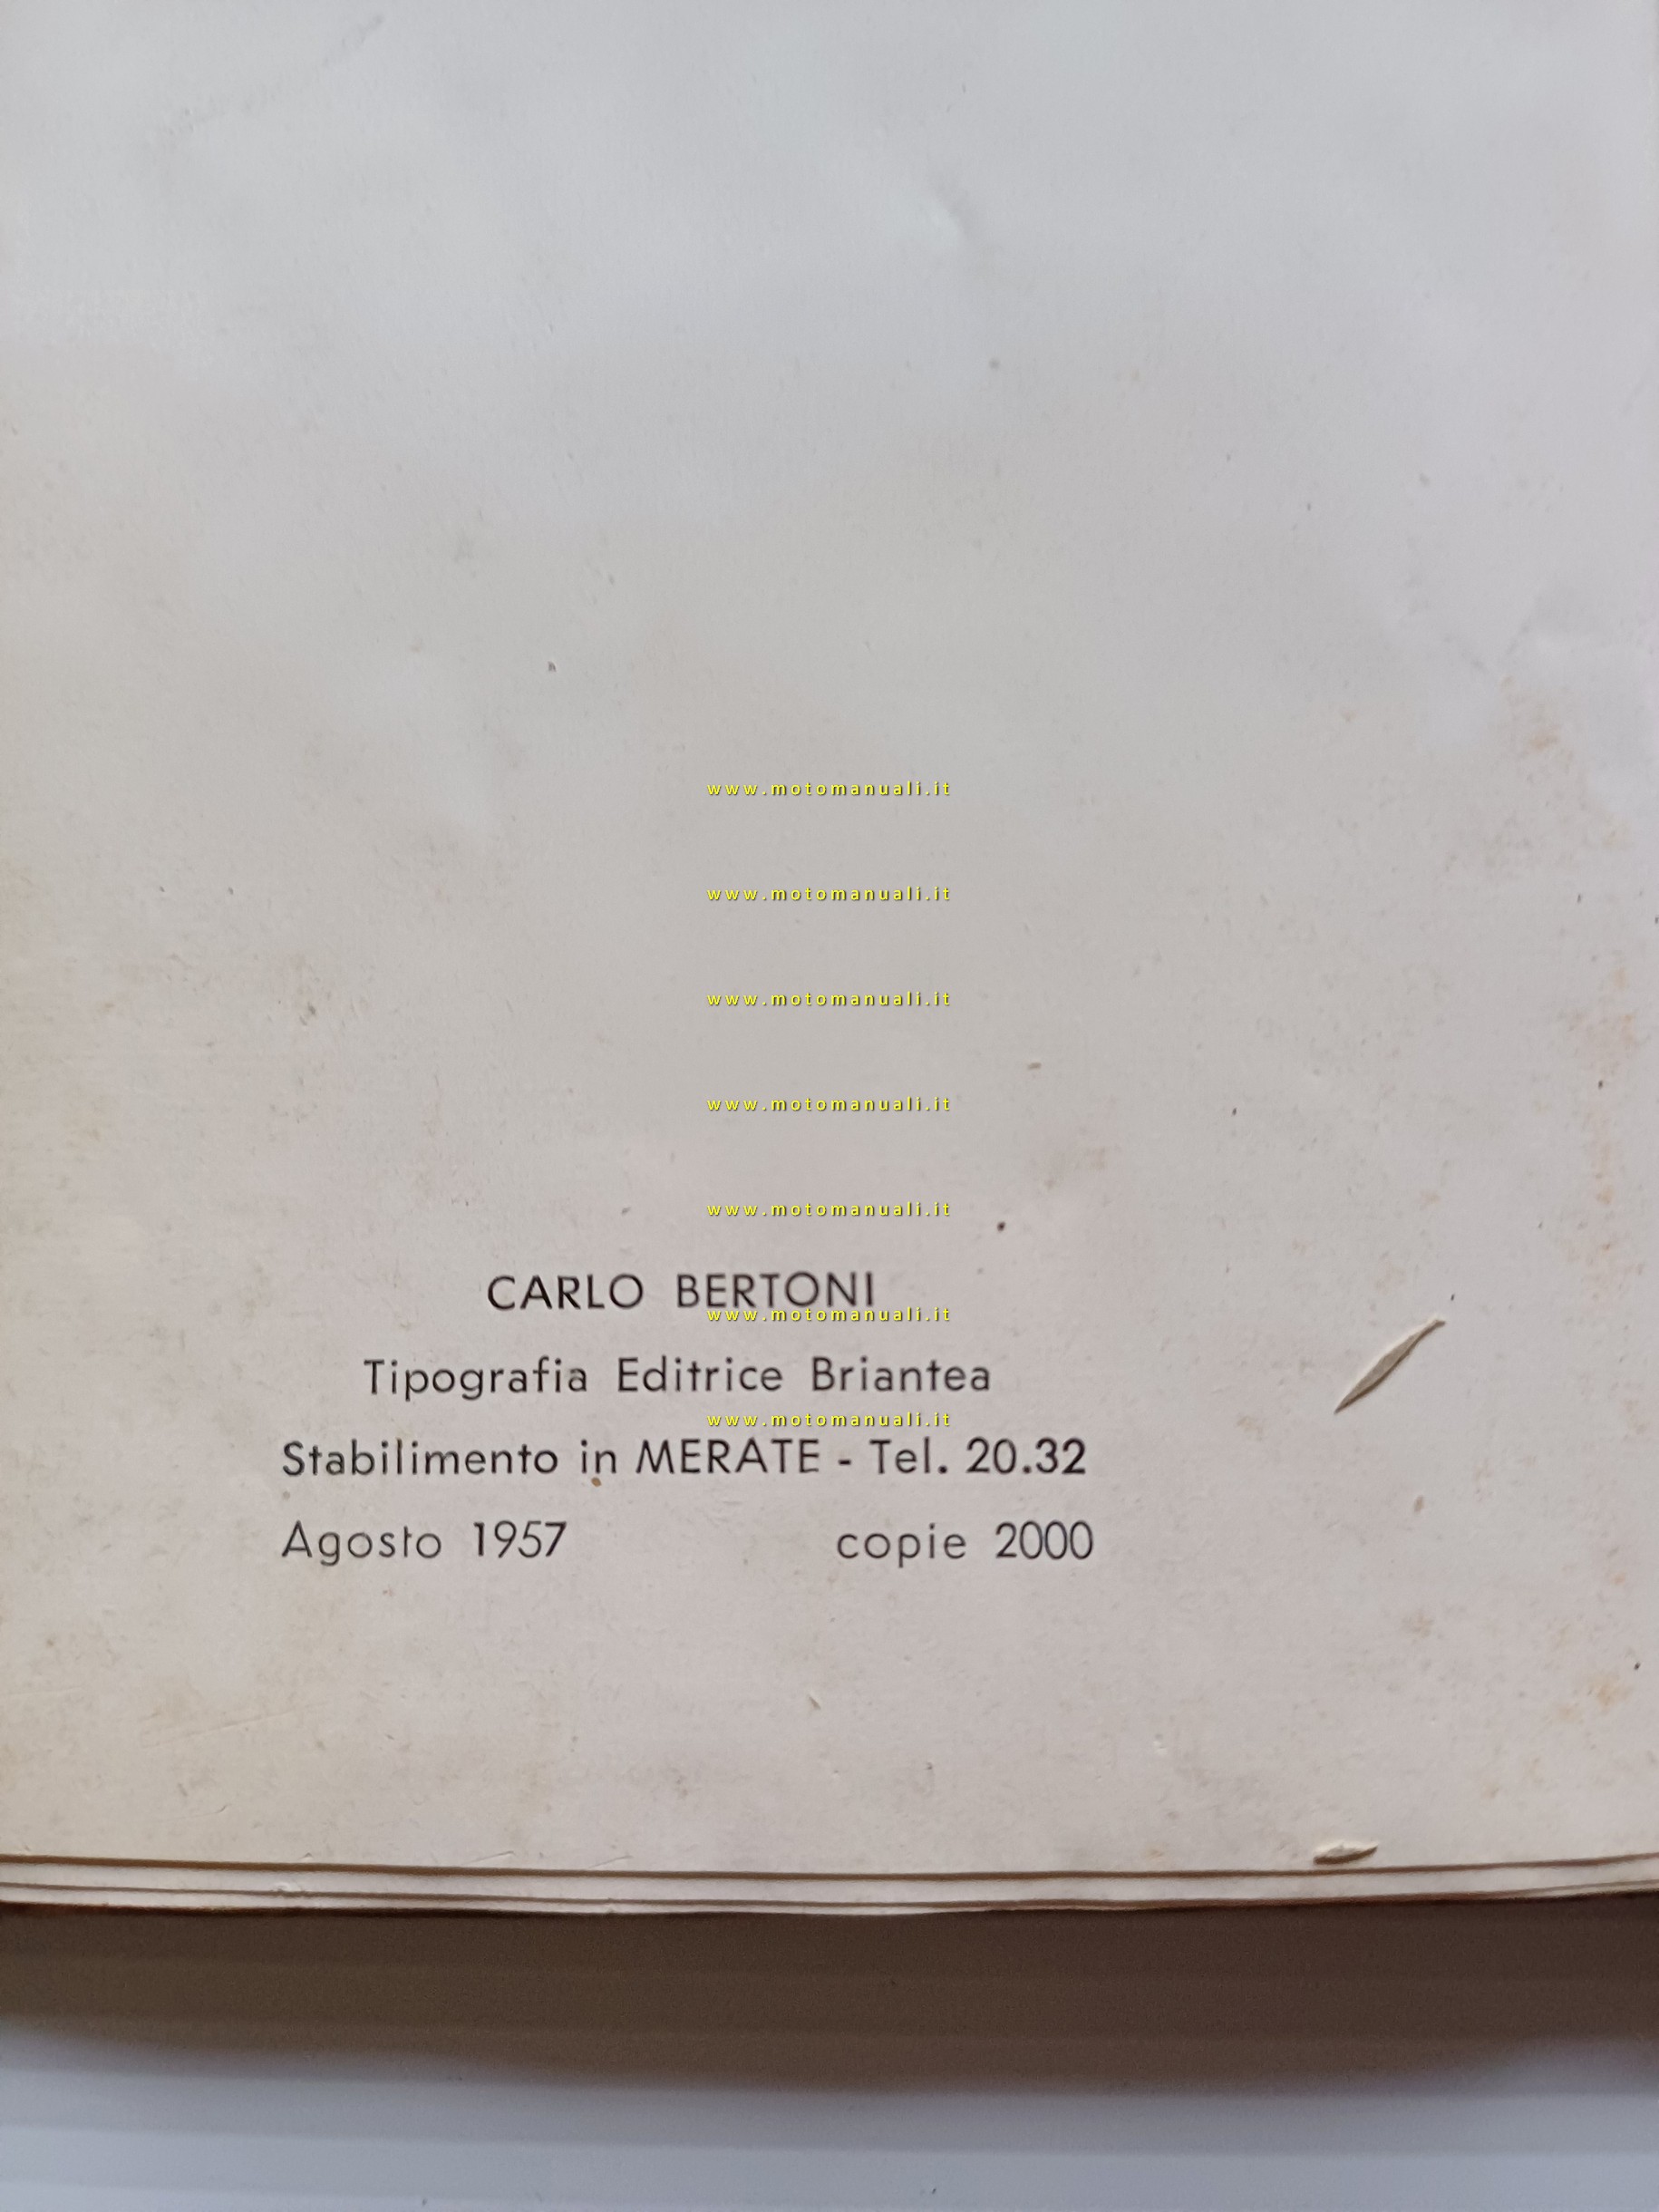 www.motomanuali.it
www.motomanuali.it
www.motomanuali.it
www.motomanuali.it
www.motomanuali.it
CARLO BERTONI
www.motomanuali.it
Tipografia Editrice Briantea
www.motomanuali.it
Stabilimento in MERATE - Tel. 20.32
Agosto 1957 copie 2000